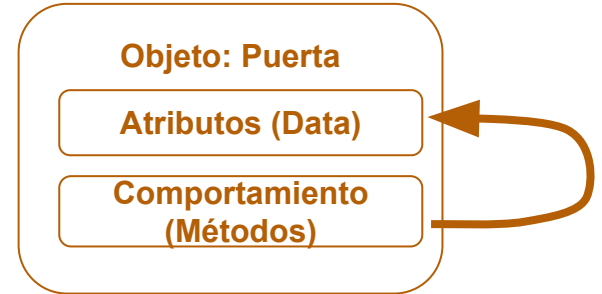 Objeto: Puerta
Atributos (Data)
Comportamiento
(Métodos)